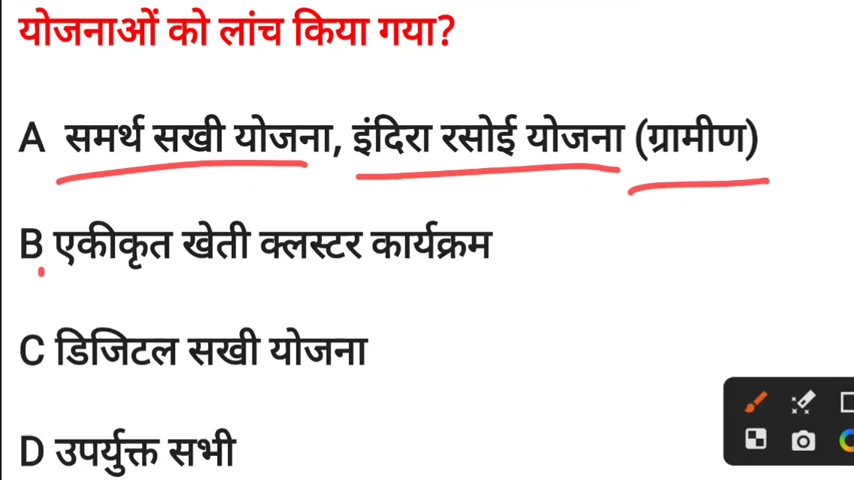 योजनाओं को लांच किया गया?
A समर्थ सखी योजना, इंदिरा रसोई योजना (ग्रामीण)
B एकीकृत खेती क्लस्टर कार्यक्रम
C डिजिटल सखी योजना
D उपर्युक्त सभी